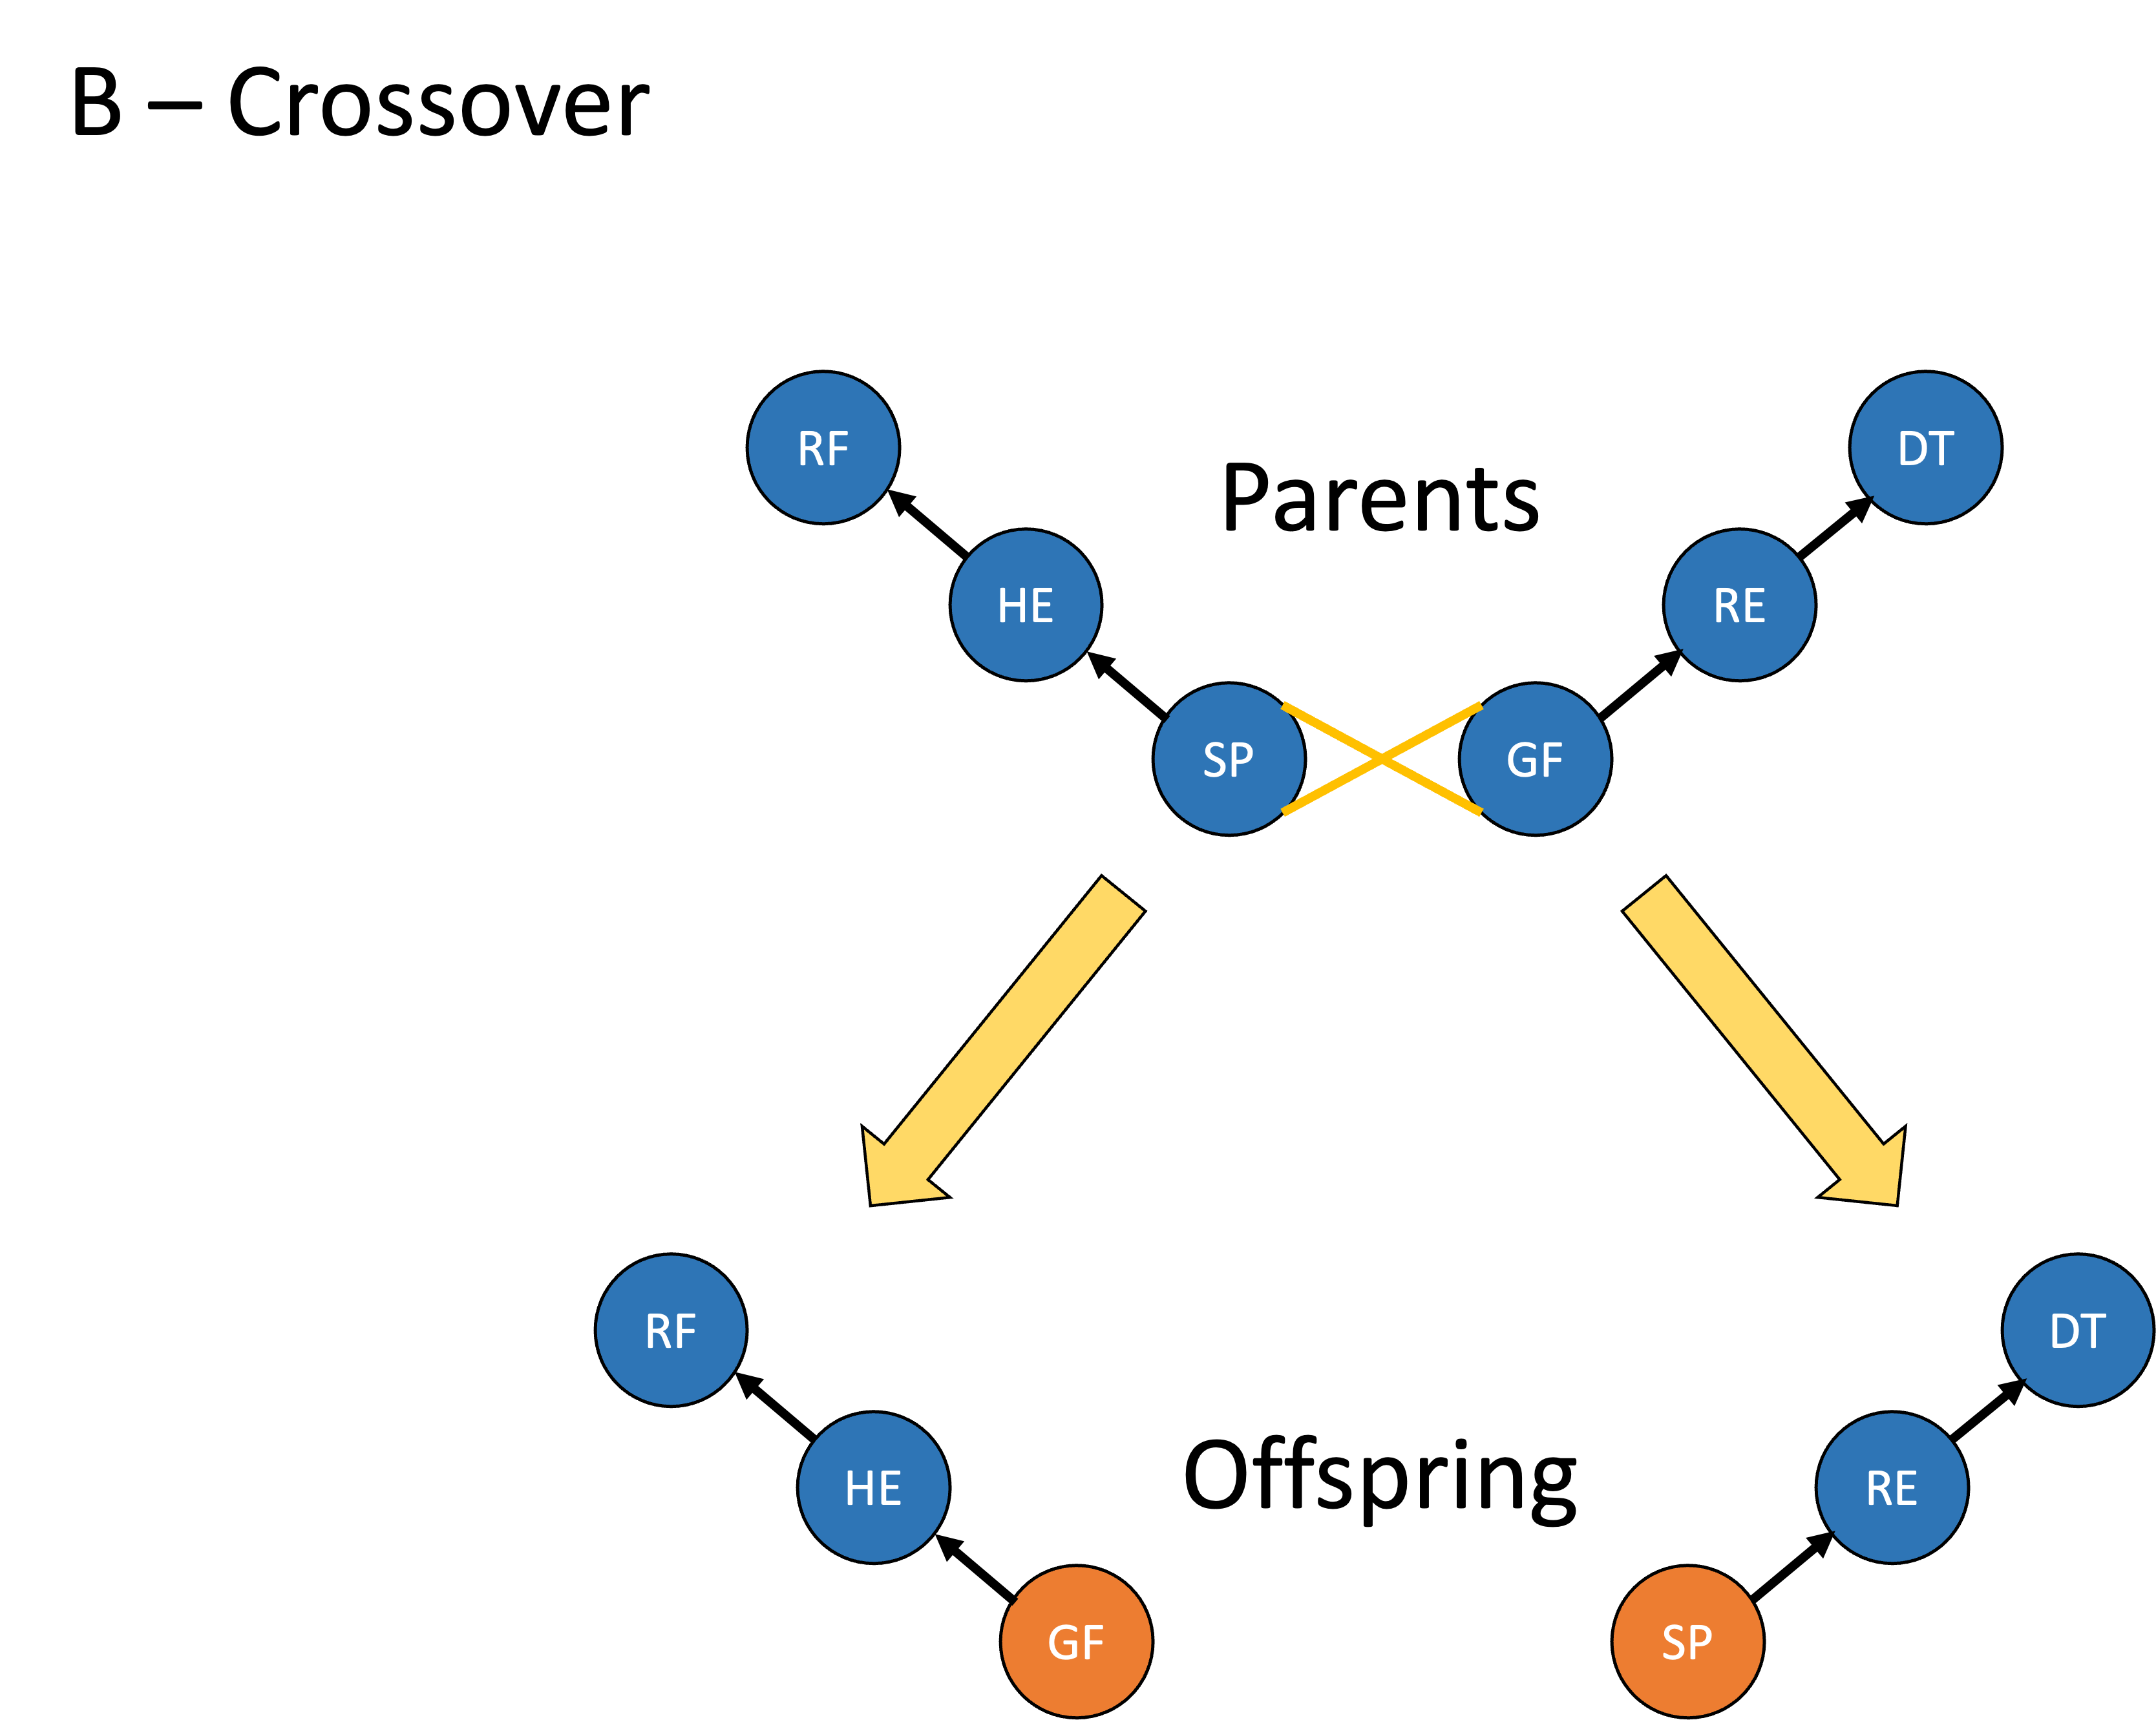 B – Crossover
RF
DT
Parents
HE
RE
SP
GF
RF
DT
Offspring
HE
RE
GF
SP